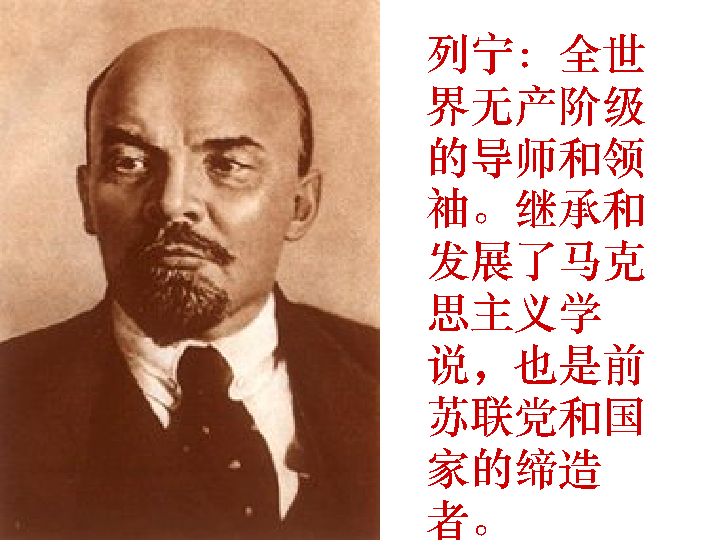 列宁：全世
界无产阶级
的导师和领
袖。继承和
发展了马克
思主义学
说，也是前
苏联党和国
家的缔造
者。